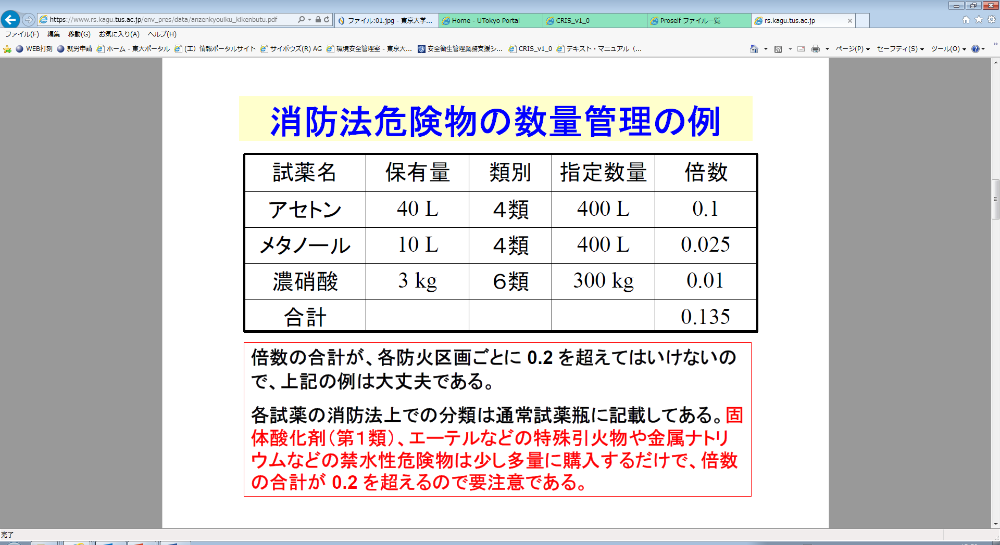 https://www.rs.kagu.tus.ac.jp/env_pres/data/anzenkyouiku_kikenbutu.pdf
ファイル:01.jpg - 東京大学...
Home - UTokyo Portal
CRIS_v1_0
Proself ファイル一覧
rs.kagu.tus.ac.jp
ファイル(F) 編集 移動(G) お気に入り(A) ヘルプ(H)
WEB打刻 就労申請 ホーム - 東大ポータル (工) 情報ポータルサイト サイボウズ(R) AG 環境安全管理室 - 東京大... 安全衛生管理業務支援シ... CRIS_v1_0 テキスト・マニュアル (... ページ(P) セーフティ(S) ツール(O)
消防法危険物の数量管理の例
試薬名 保有量 類別 指定数量 倍数
アセトン 40 L 4類 400 L 0.1
メタノール 10 L 4類 400 L 0.025
濃硝酸 3 kg 6類 300 kg 0.01
合計 0.135
倍数の合計が、各防火区画ごとに 0.2 を超えてはいけないの
で、上記の例は大丈夫である。
各試薬の消防法上での分類は通常試薬瓶に記載してある。固
体酸化剤（第１類）、エーテルなどの特殊引火物や金属ナトリ
ウムなどの禁水性危険物は少し多量に購入するだけで、倍数
の合計が 0.2 を超えるので要注意である。
完了